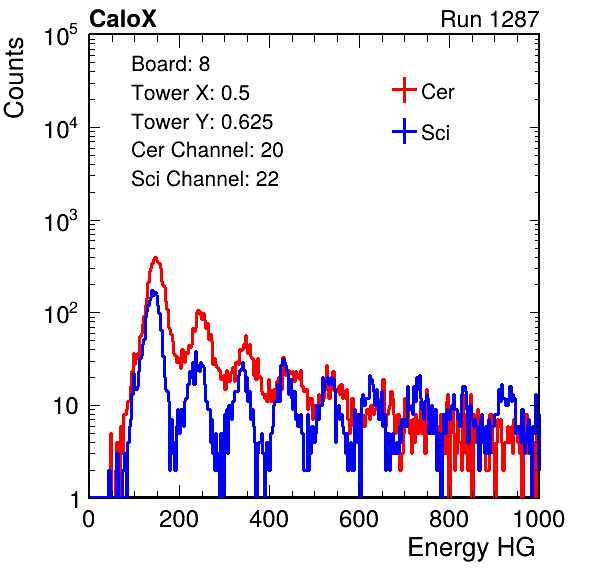 CaloX Run 1287
Counts
10^5
10^4
10^3
10^2
10
1
Board: 8
Tower X: 0.5
Tower Y: 0.625
Cer Channel: 20
Sci Channel: 22
Cer
Sci
0 200 400 600 800 1000
Energy HG